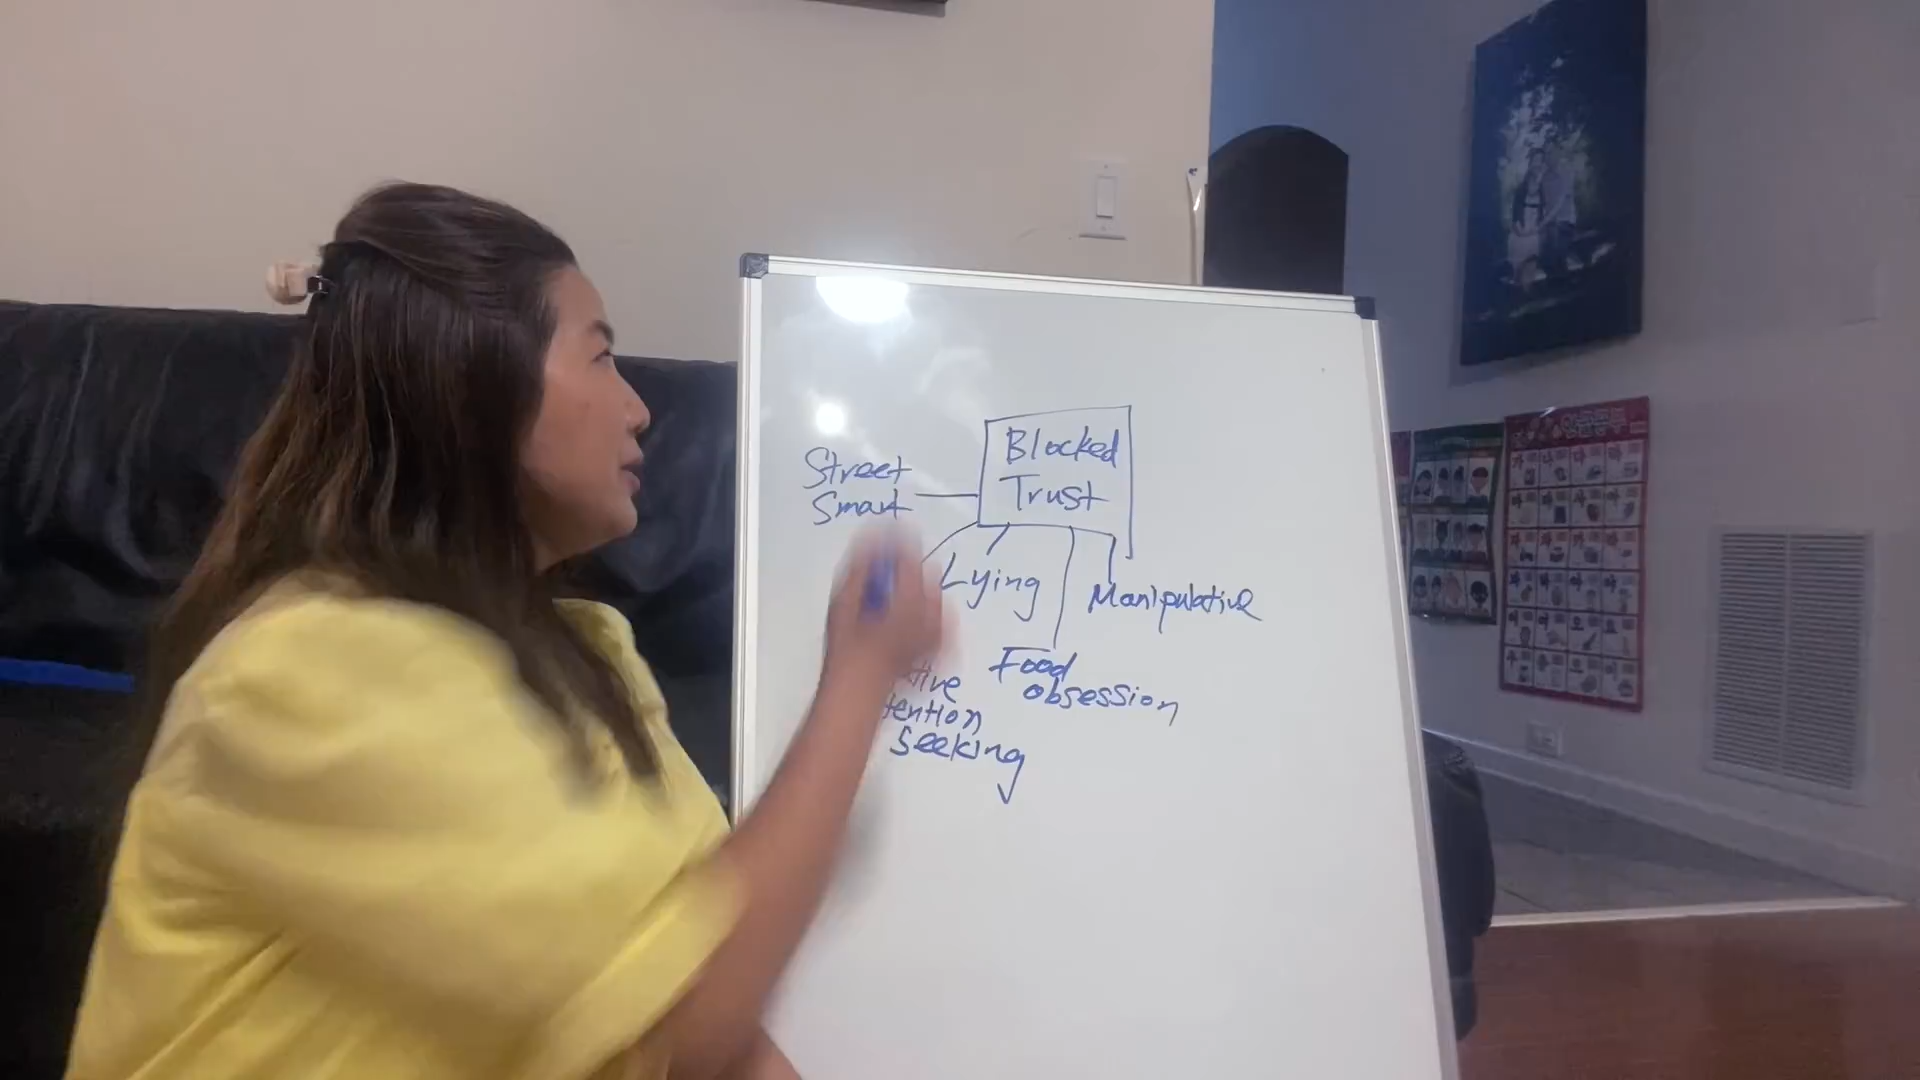 Blocked
Trust
Street
Smart
Lying
Manipulative
Food
obsession
tive
tention
seeking